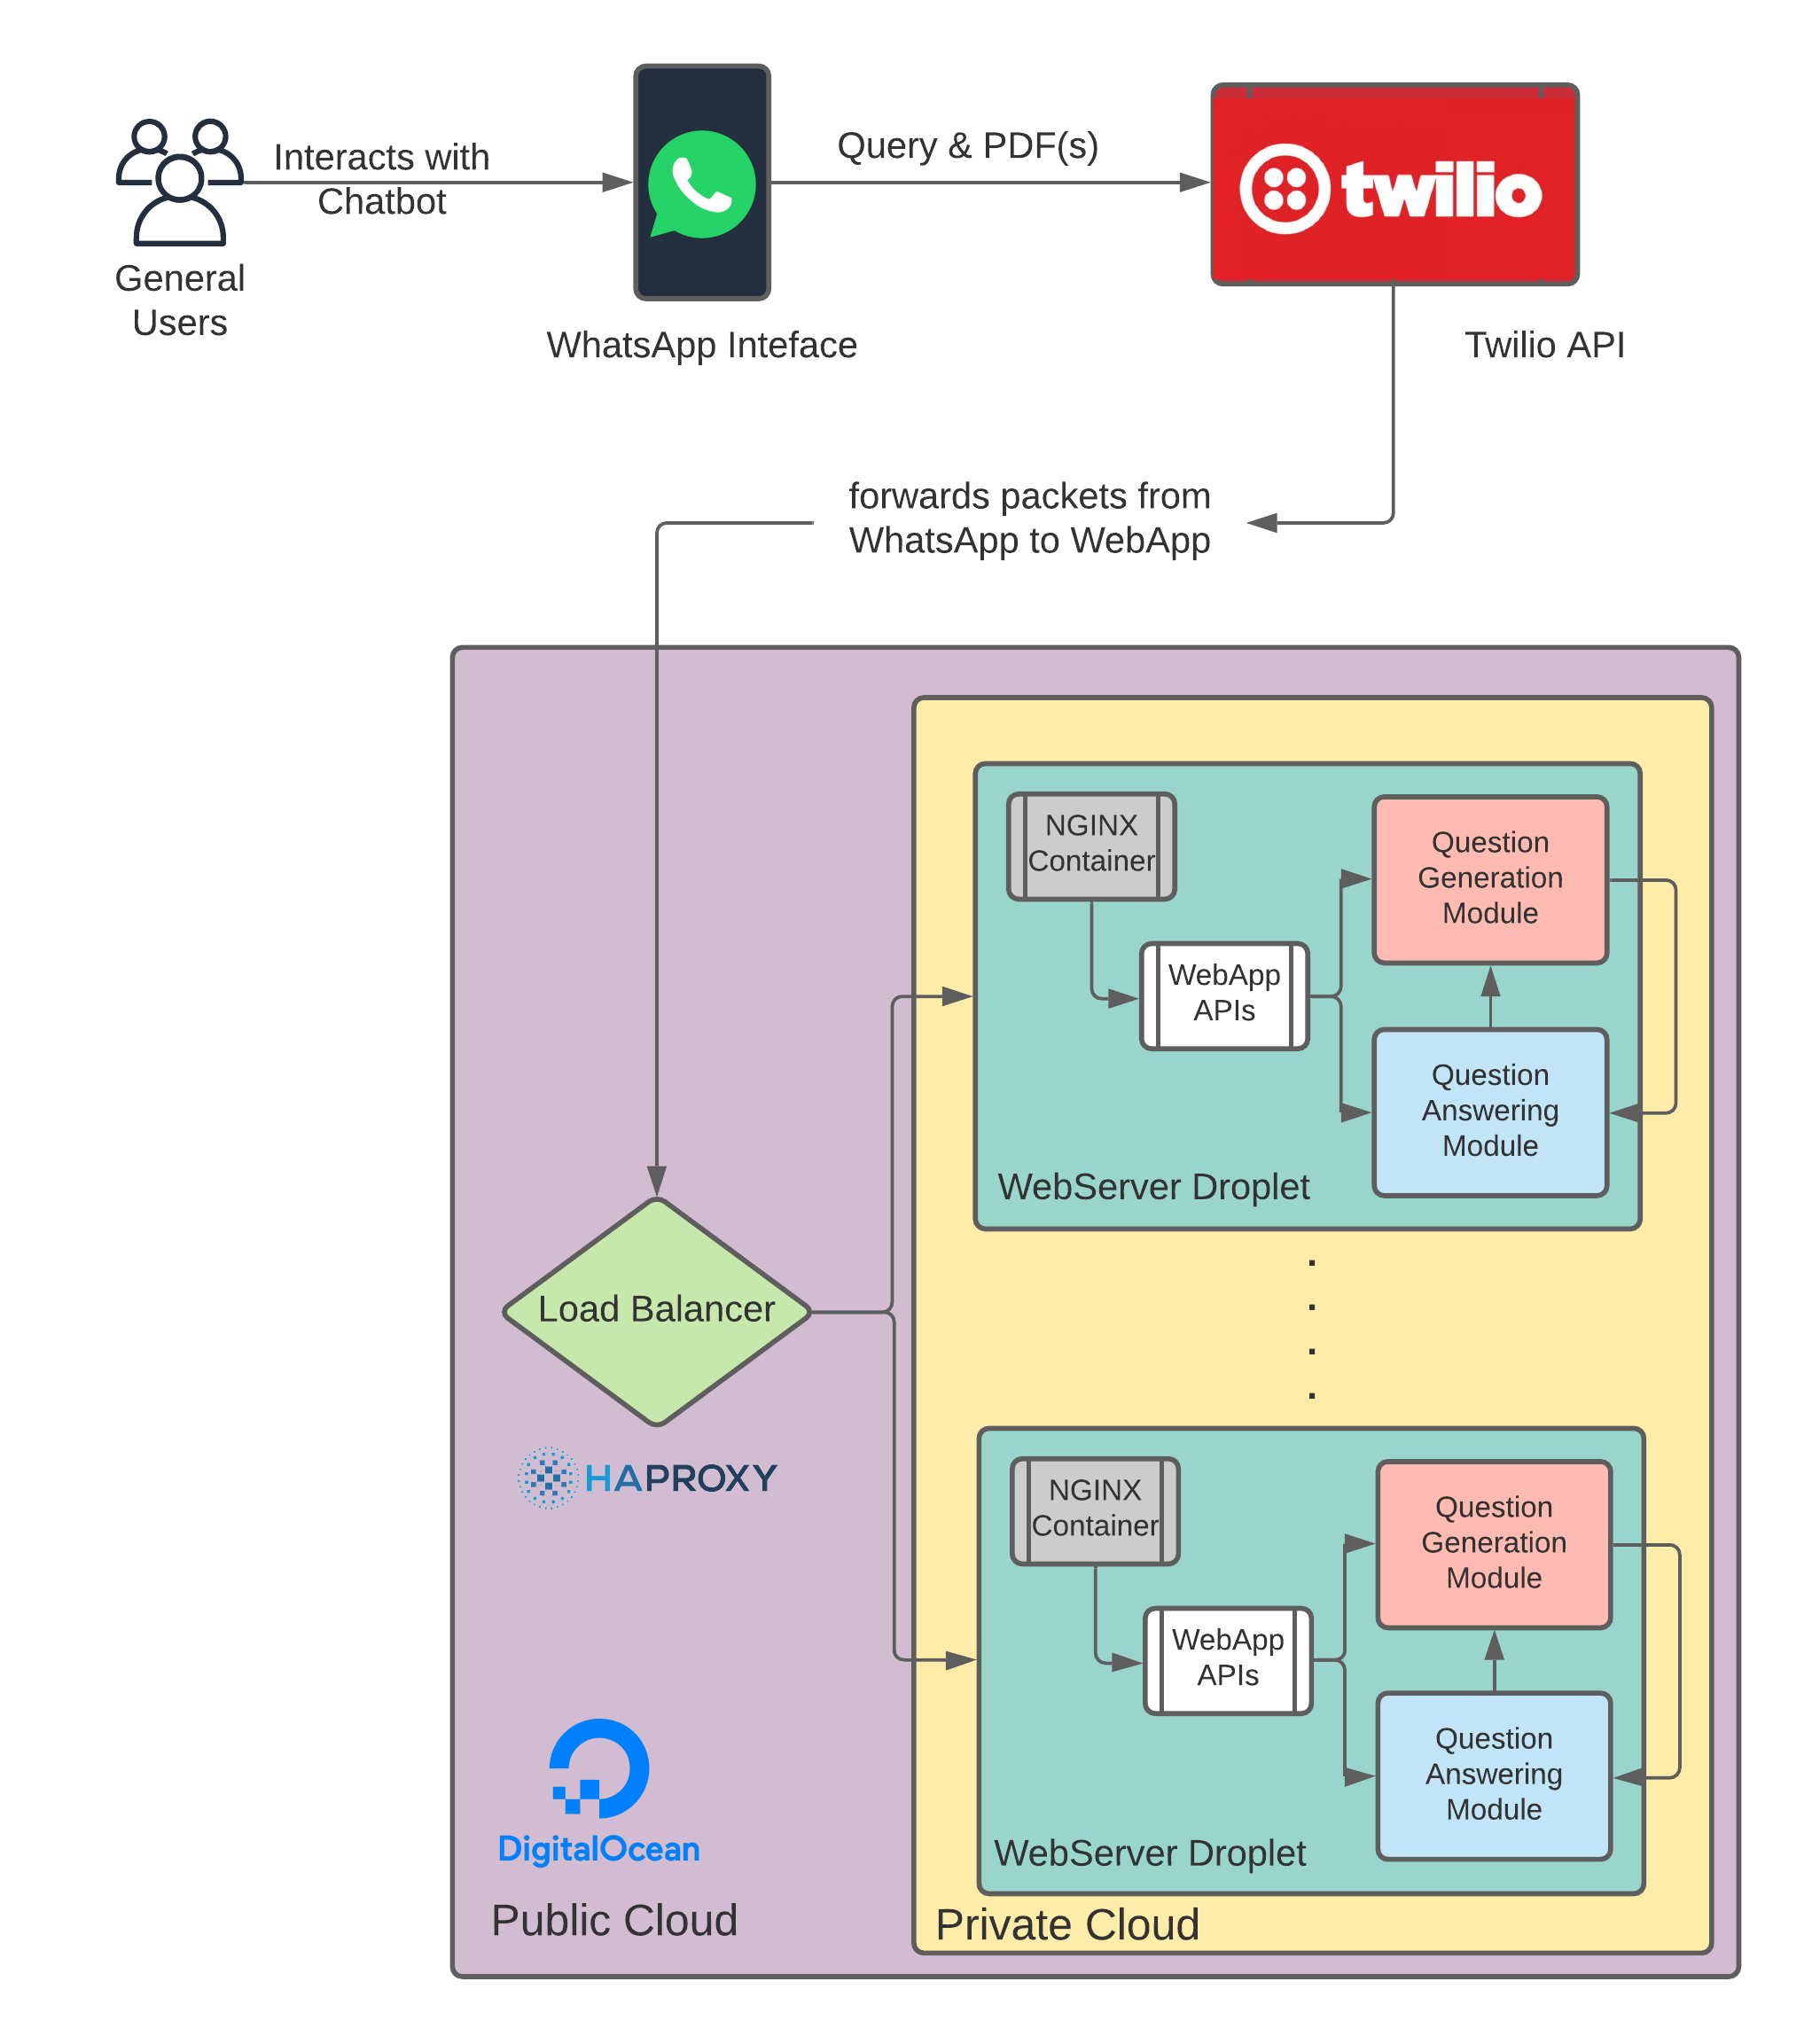 Interacts with
Chatbot
General
Users
WhatsApp Inteface
Query & PDF(s)
twilio
Twilio API
forwards packets from
WhatsApp to WebApp
Load Balancer
HAPROXY
DigitalOcean
Public Cloud
NGINX
Container
WebApp
APIs
Question
Generation
Module
Question
Answering
Module
WebServer Droplet
.
.
.
.
NGINX
Container
WebApp
APIs
Question
Generation
Module
Question
Answering
Module
WebServer Droplet
Private Cloud